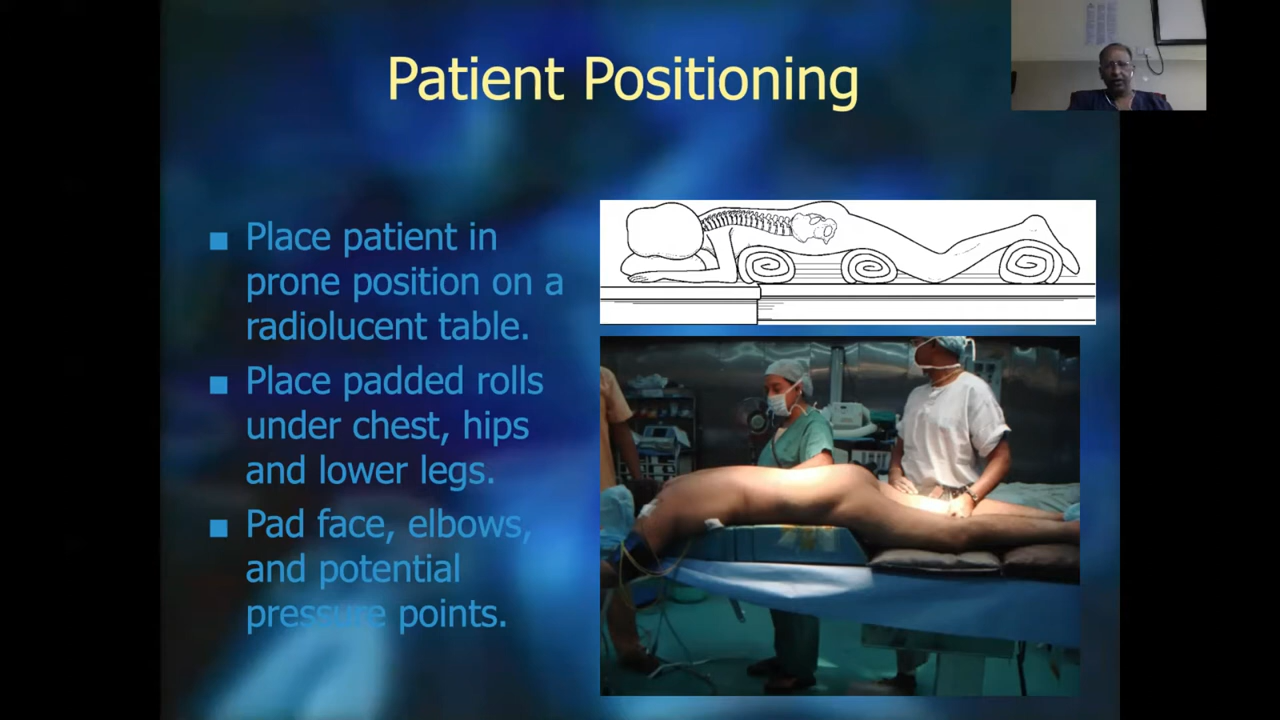 Patient Positioning
■ Place patient in
prone position on a
radiolucent table.
■ Place padded rolls
under chest, hips
and lower legs.
■ Pad face, elbows,
and potential
pressure points.